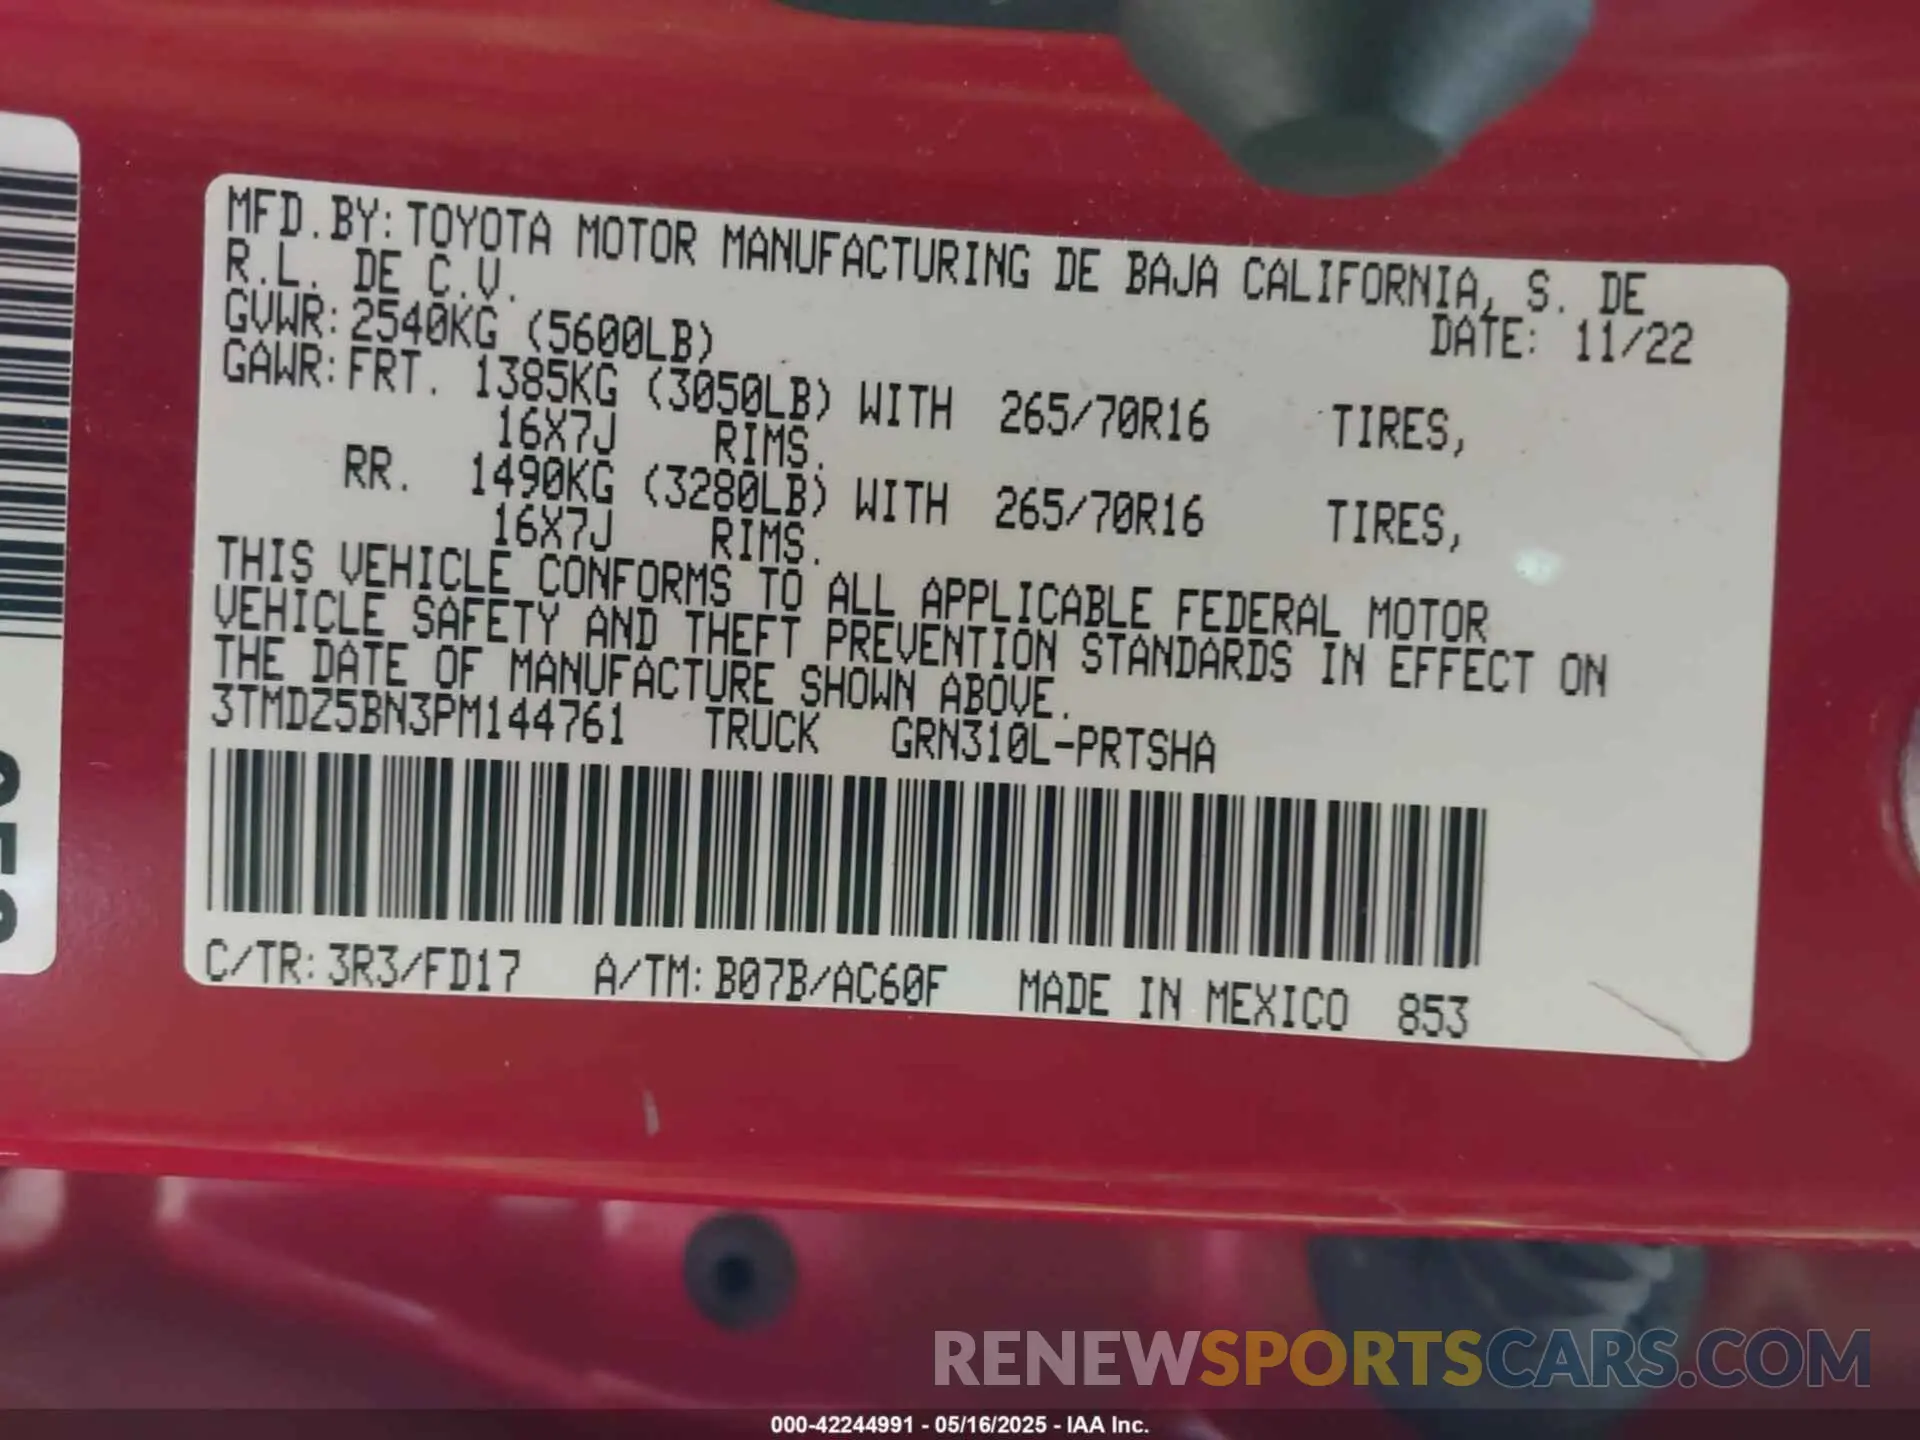 MFD.BY:TOYOTA MOTOR MANUFACTURING DE BAJA CALIFORNIA, S. DE
R.L. DE C.V.
DATE: 11/22
GVWR:2540KG (5600LB)
GAWR:FRT. 1385KG (3050LB) WITH 265/70R16 TIRES,
16X7J RIMS.
RR. 1490KG (3280LB) WITH 265/70R16 TIRES,
16X7J RIMS.
THIS VEHICLE CONFORMS TO ALL APPLICABLE FEDERAL MOTOR
VEHICLE SAFETY AND THEFT PREVENTION STANDARDS IN EFFECT ON
THE DATE OF MANUFACTURE SHOWN ABOVE.
3TMDZ5BN3PM144761 TRUCK GRN310L-PRTSHA
C/TR:3R3/FD17 A/TM:B07B/AC60F MADE IN MEXICO 853
RENEWSPORTSCARS.COM
000-42244991 - 05/16/2025 - IAA Inc.